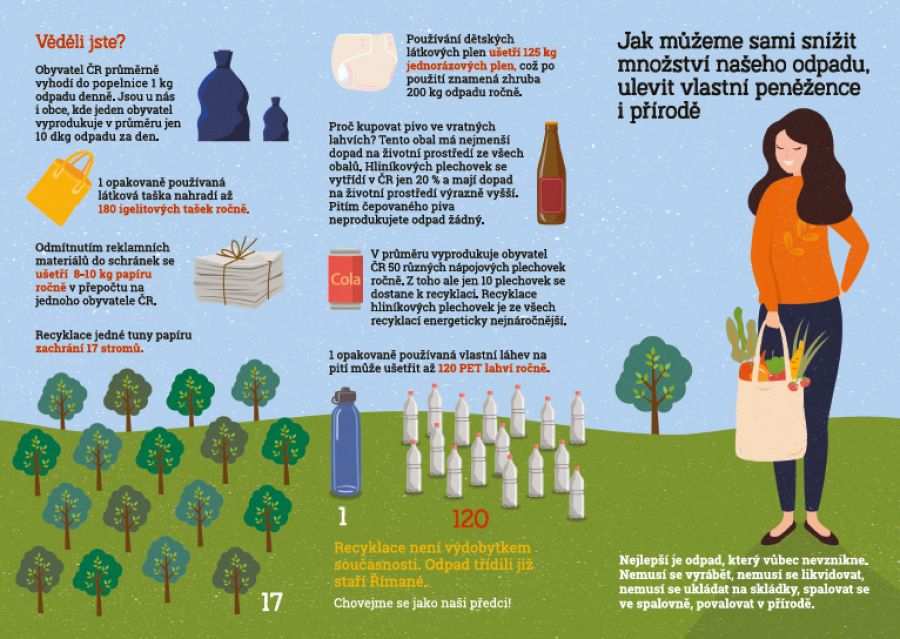 Věděli jste?
Obyvatel ČR průměrně
vyhodí do popelnice 1 kg
odpadu denně. Jsou u nás
i obce, kde jeden obyvatel
vyprodukuje v průměru jen
10 dkg odpadu za den.
1 opakovaně používaná
látková taška nahradí až
180 igelitových tašek ročně.
Odmítnutím reklamních
materiálů do schránek se
ušetří 8-10 kg papíru
ročně v přepočtu na
jednoho obyvatele ČR.
Recyklace jedné tuny papíru
zachrání 17 stromů.
17
Používání dětských
látkových plen ušetří 125 kg
jednorázových plen, což po
použití znamená zhruba
200 kg odpadu ročně.
Proč kupovat pivo ve vratných
lahvích? Tento obal má nejmenší
dopad na životní prostředí ze všech
obalů. Hliníkových plechovek se
vytřídí v ČR jen 20 % a mají dopad
na životní prostředí výrazně vyšší.
Pitím čepovaného piva
neprodukujete odpad žádný.
Cola
V průměru vyprodukuje obyvatel
ČR 50 různých nápojových plechovek
ročně. Z toho ale jen 10 plechovek se
dostane k recyklaci. Recyklace
hliníkových plechovek je ze všech
recyklací energeticky nejnáročnější.
1 opakovaně používaná vlastní láhev na
pití může ušetřit až 120 PET lahví ročně.
1
120
Recyklace není výdobytkem
současnosti. Odpad třídili již
staří Římané.
Chovejme se jako naši předci!
Jak můžeme sami snížit
množství našeho odpadu,
ulevit vlastní peněžence
i přírodě
Nejlepší je odpad, který vůbec nevznikne.
Nemusí se vyrábět, nemusí se likvidovat,
nemusí se ukládat na skládky, spalovat se
ve spalovně, povalovat v přírodě.